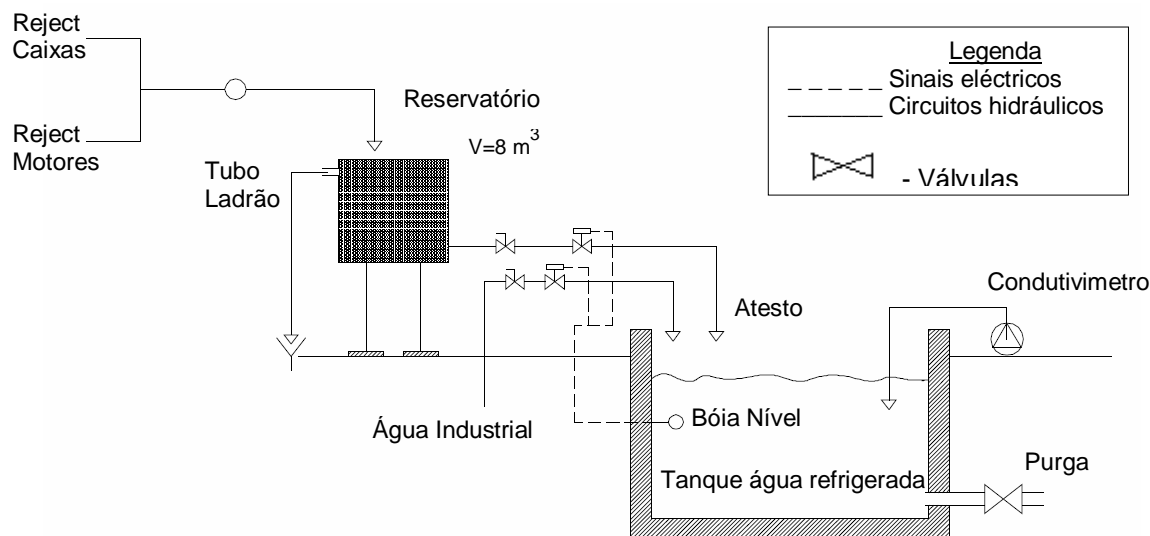 Reject
Caixas
Reject
Motores
Reservatório
V=8 m³
Tubo
Ladrão
Legenda
Sinais eléctricos
Circuitos hidráulicos
- Válvulas
Condutivimetro
Atesto
Água Industrial
Bóia Nível
Tanque água refrigerada
Purga